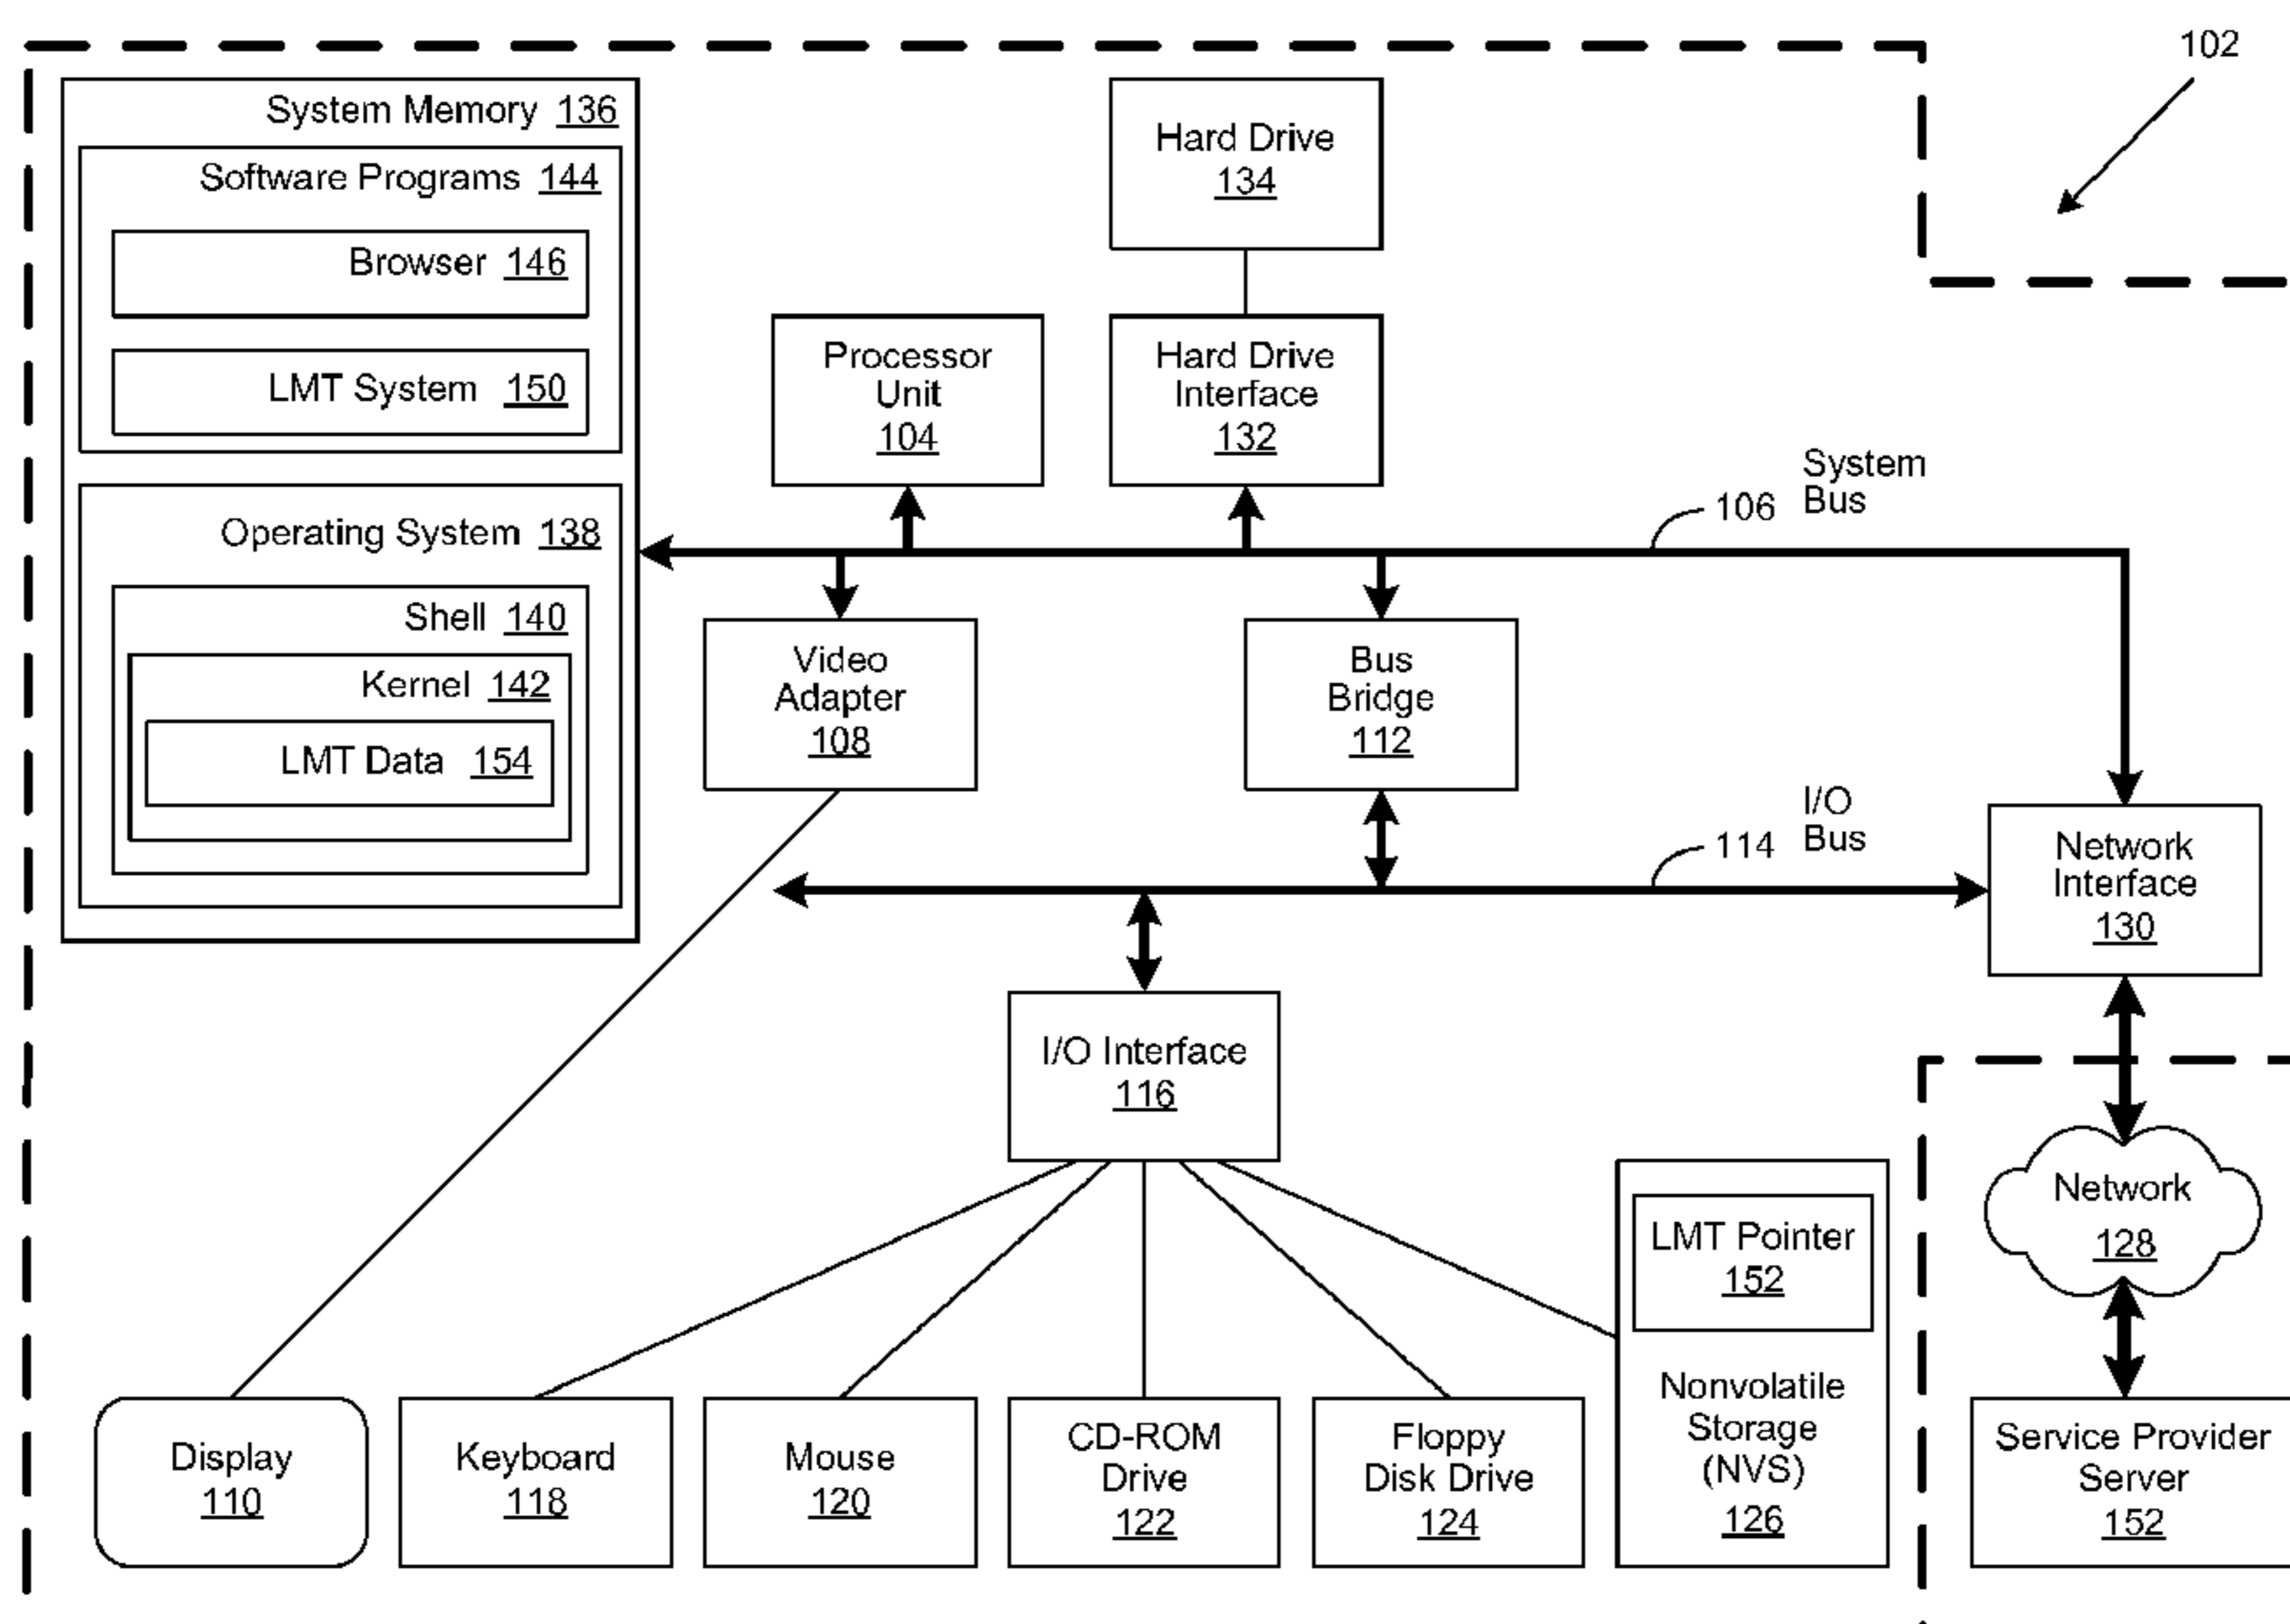 102
System Memory 136
Software Programs 144
Browser 146
LMT System 150
Operating System 138
Shell 140
Kernel 142
LMT Data 154
Hard Drive
134
Processor
Unit
104
Hard Drive
Interface
132
System
Bus
106
Video
Adapter
108
Bus
Bridge
112
I/O
Bus
114
Network
Interface
130
I/O Interface
116
Network
128
LMT Pointer
152
Nonvolatile
Storage
(NVS)
126
Display
110
Keyboard
118
Mouse
120
CD-ROM
Drive
122
Floppy
Disk Drive
124
Service Provider
Server
152